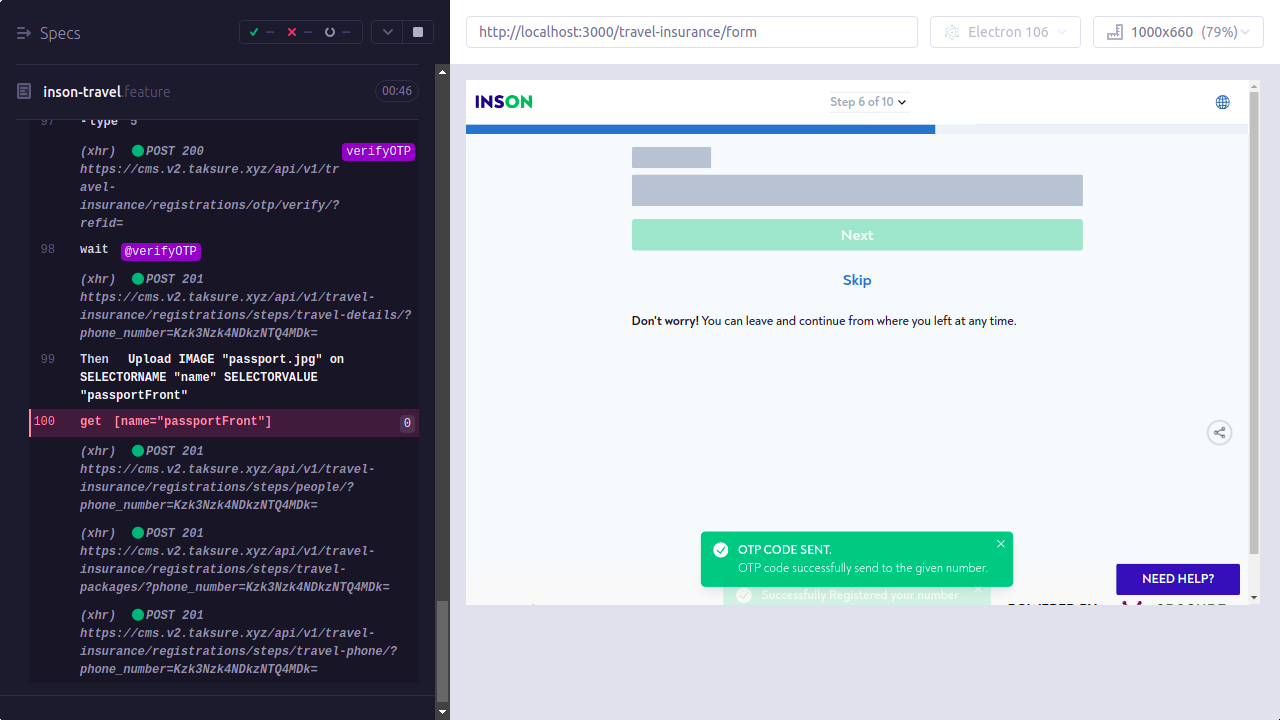 Specs
--
--
--
inson-travel.feature
00:46
97 -type 5
(xhr) POST 200 verifyOTP
https://cms.v2.taksure.xyz/api/v1/tr
avel-
insurance/registrations/otp/verify/?
refid=
98 wait @verifyOTP
(xhr) POST 201
https://cms.v2.taksure.xyz/api/v1/travel-
insurance/registrations/steps/travel-details/?
phone_number=Kzk3Nzk4NDkzNTQ4MDk=
99 Then Upload IMAGE "passport.jpg" on
SELECTORNAME "name" SELECTORVALUE
"passportFront"
100 get [name="passportFront"] 0
(xhr) POST 201
https://cms.v2.taksure.xyz/api/v1/travel-
insurance/registrations/steps/people/?
phone_number=Kzk3Nzk4NDkzNTQ4MDk=
(xhr) POST 201
https://cms.v2.taksure.xyz/api/v1/travel-
insurance/registrations/steps/travel-
packages/?phone_number=Kzk3Nzk4NDkzNTQ4MDk=
(xhr) POST 201
https://cms.v2.taksure.xyz/api/v1/travel-
insurance/registrations/steps/travel-phone/?
phone_number=Kzk3Nzk4NDkzNTQ4MDk=
http://localhost:3000/travel-insurance/form
Electron 106
1000x660 (79%)
INSON
Step 6 of 10
Next
Skip
Don't worry! You can leave and continue from where you left at any time.
OTP CODE SENT.
OTP code successfully send to the given number.
NEED HELP?
Successfully Registered your number
POWERED BY